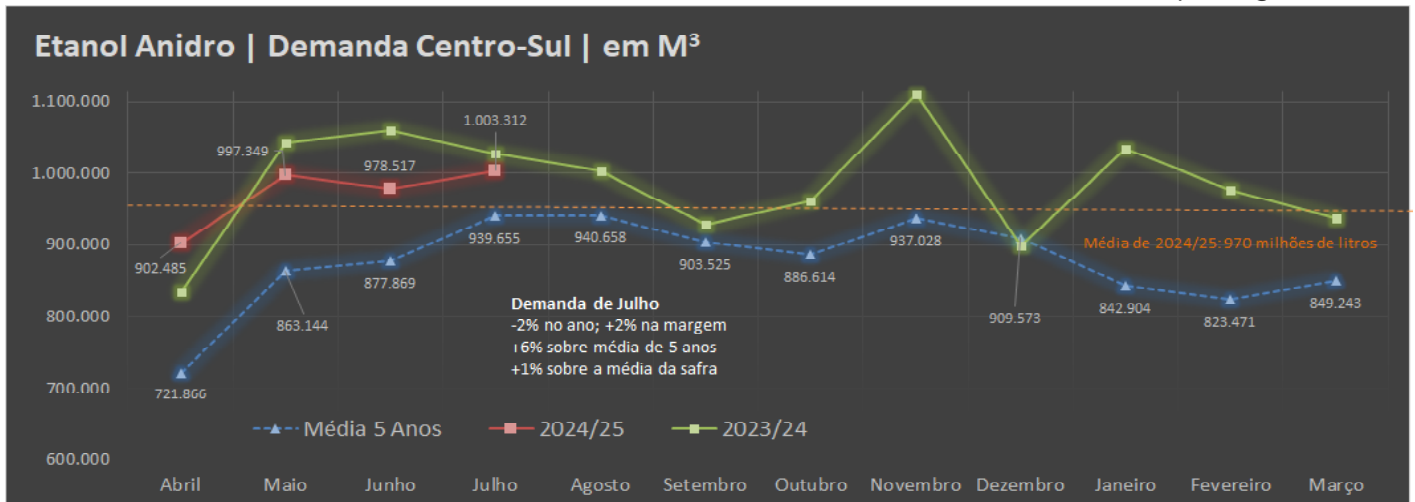 Etanol Anidro | Demanda Centro-Sul | em M³
1.100.000
1.000.000
900.000
800.000
700.000
600.000
997.349
978.517
1.003.312
902.485
939.655
940.658
903.525
886.614
937.028
877.869
863.144
721.866
909.573
842.904
823.471
849.243
Média de 2024/25: 970 milhões de litros
Demanda de Julho
-2% no ano; +2% na margem
+6% sobre média de 5 anos
+1% sobre a média da safra
Média 5 Anos 2024/25 2023/24
Abril Maio Junho Julho Agosto Setembro Outubro Novembro Dezembro Janeiro Fevereiro Março